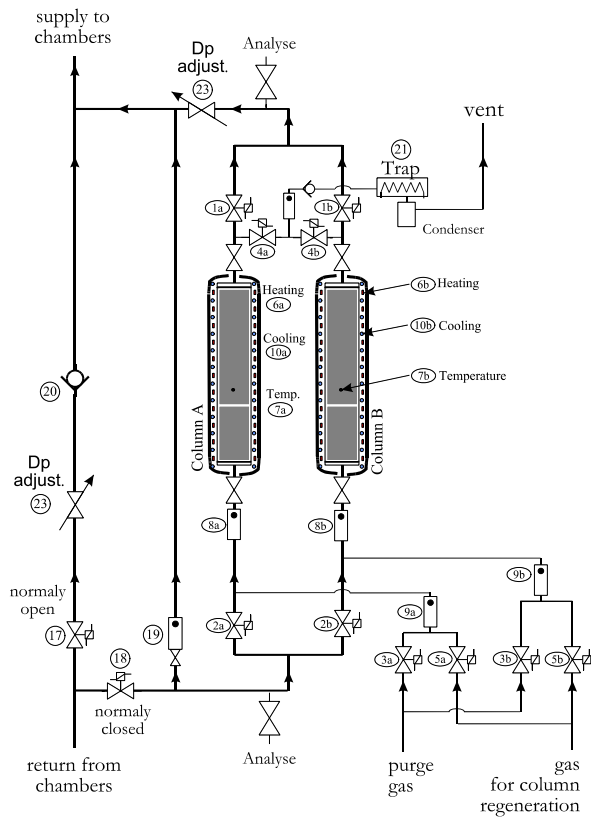 supply to
chambers
Analyse
Dp
adjust.
23
vent
21
Trap
1a
1b
Condenser
4a
4b
Heating
6a
6b Heating
Cooling
10a
10b Cooling
7b Temperature
Temp.
7a
20
Column A
Column B
Dp
adjust.
23
8a
8b
9b
normaly
open
9a
17
19
2a
2b
18
3a
5a
3b
5b
normaly
closed
return from
chambers
Analyse
purge
gas
gas
for column
regeneration